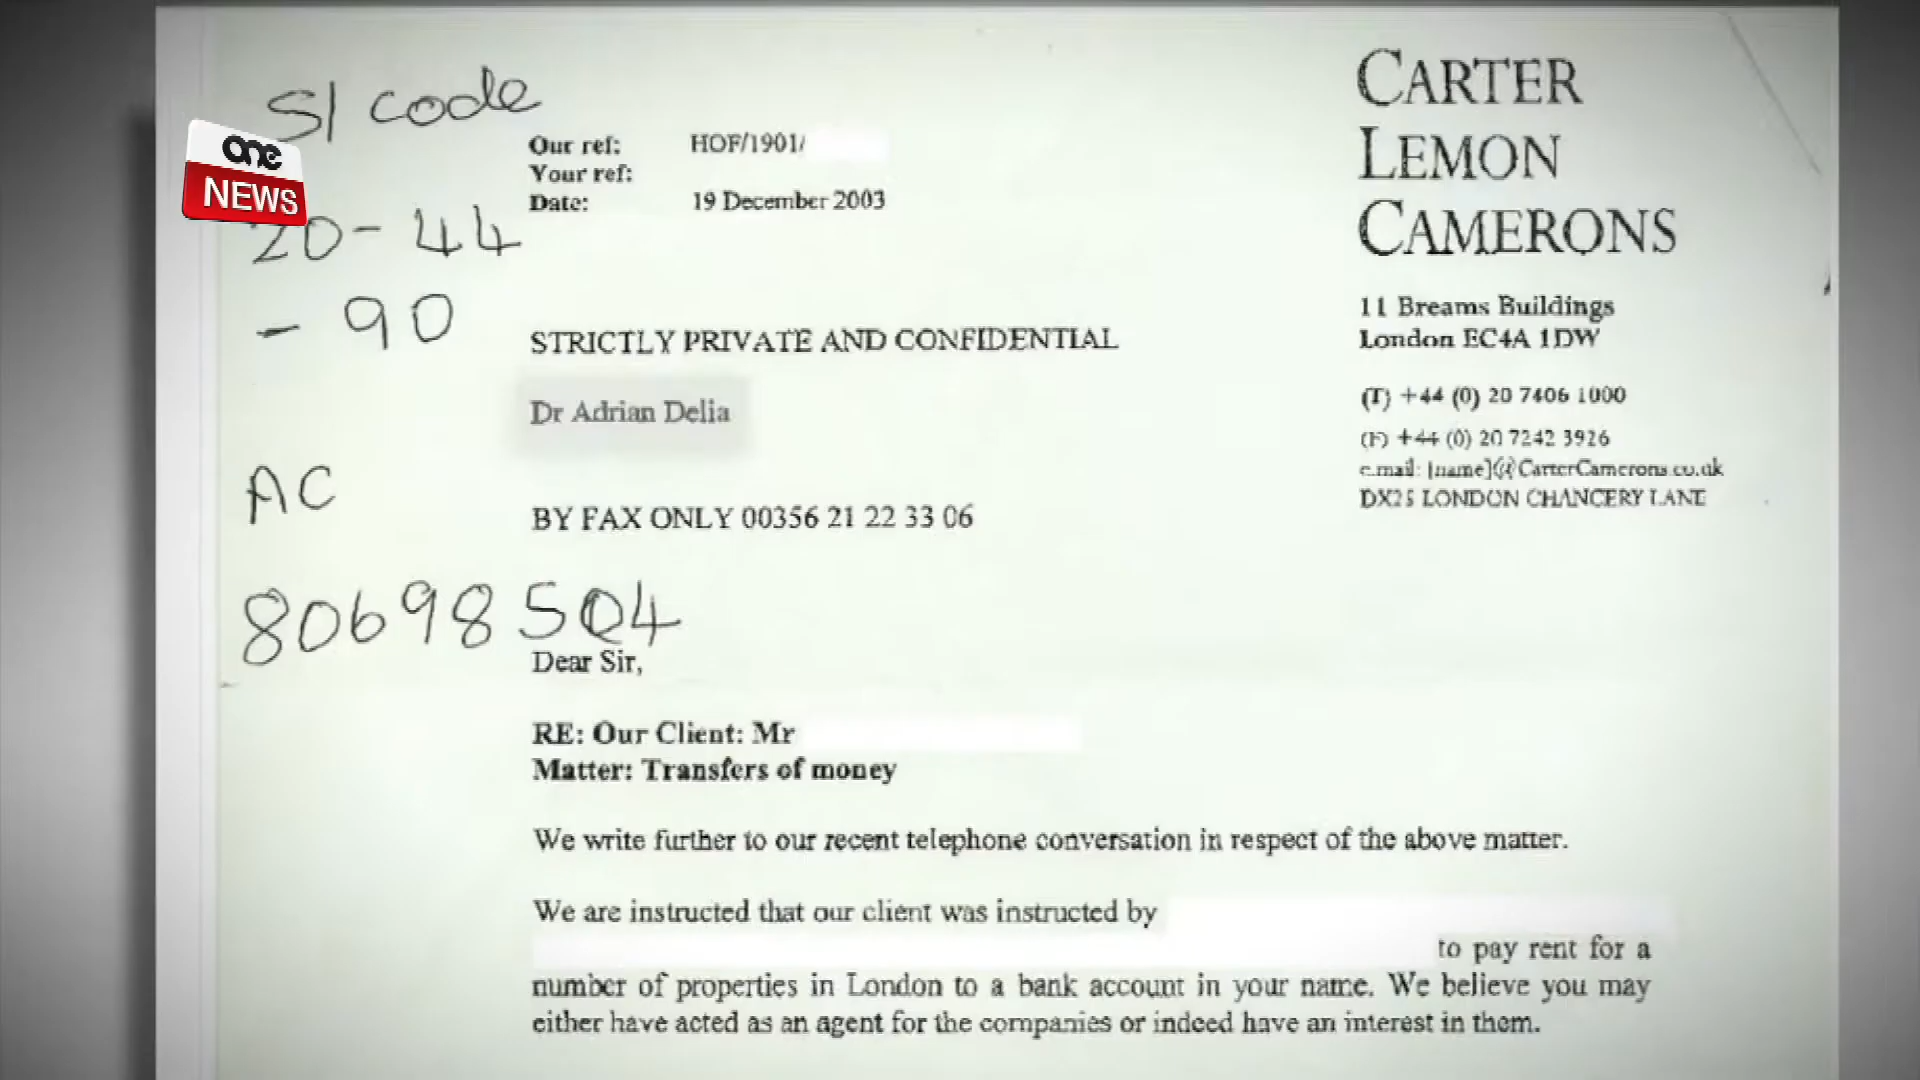 SI code
one
NEWS
20-44
- 90
AC
80698504
Our ref: HOF/1901/
Your ref:
Date: 19 December 2003
STRICTLY PRIVATE AND CONFIDENTIAL
Dr Adrian Delia
BY FAX ONLY 00356 21 22 33 06
CARTER
LEMON
CAMERONS
11 Breams Buildings
London EC4A 1DW
(T) +44 (0) 20 7406 1000
(F) +44 (0) 20 7242 3926
e.mail: [name]@CarterCamerons.co.uk
DX25 LONDON CHANCERY LANE
Dear Sir,
RE: Our Client: Mr
Matter: Transfers of money
We write further to our recent telephone conversation in respect of the above matter.
We are instructed that our client was instructed by
to pay rent for a
number of properties in London to a bank account in your name. We believe you may
either have acted as an agent for the companies or indeed have an interest in them.